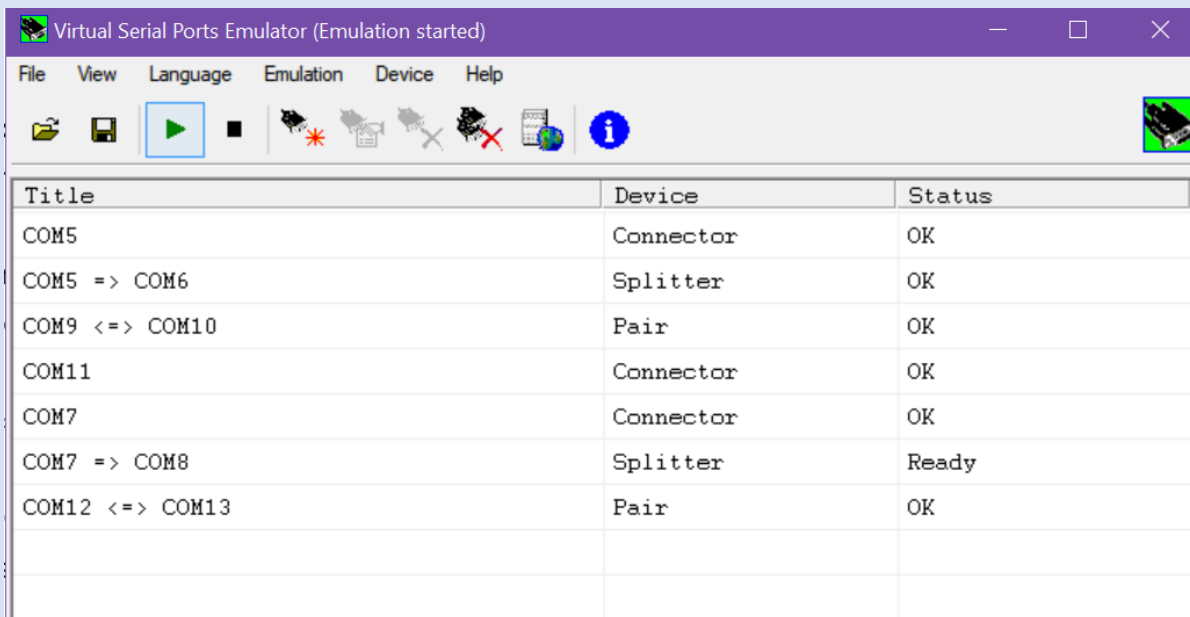 Virtual Serial Ports Emulator (Emulation started)
File View Language Emulation Device Help
Title Device Status
COM5 Connector OK
COM5 => COM6 Splitter OK
COM9 <=> COM10 Pair OK
COM11 Connector OK
COM7 Connector OK
COM7 => COM8 Splitter Ready
COM12 <=> COM13 Pair OK